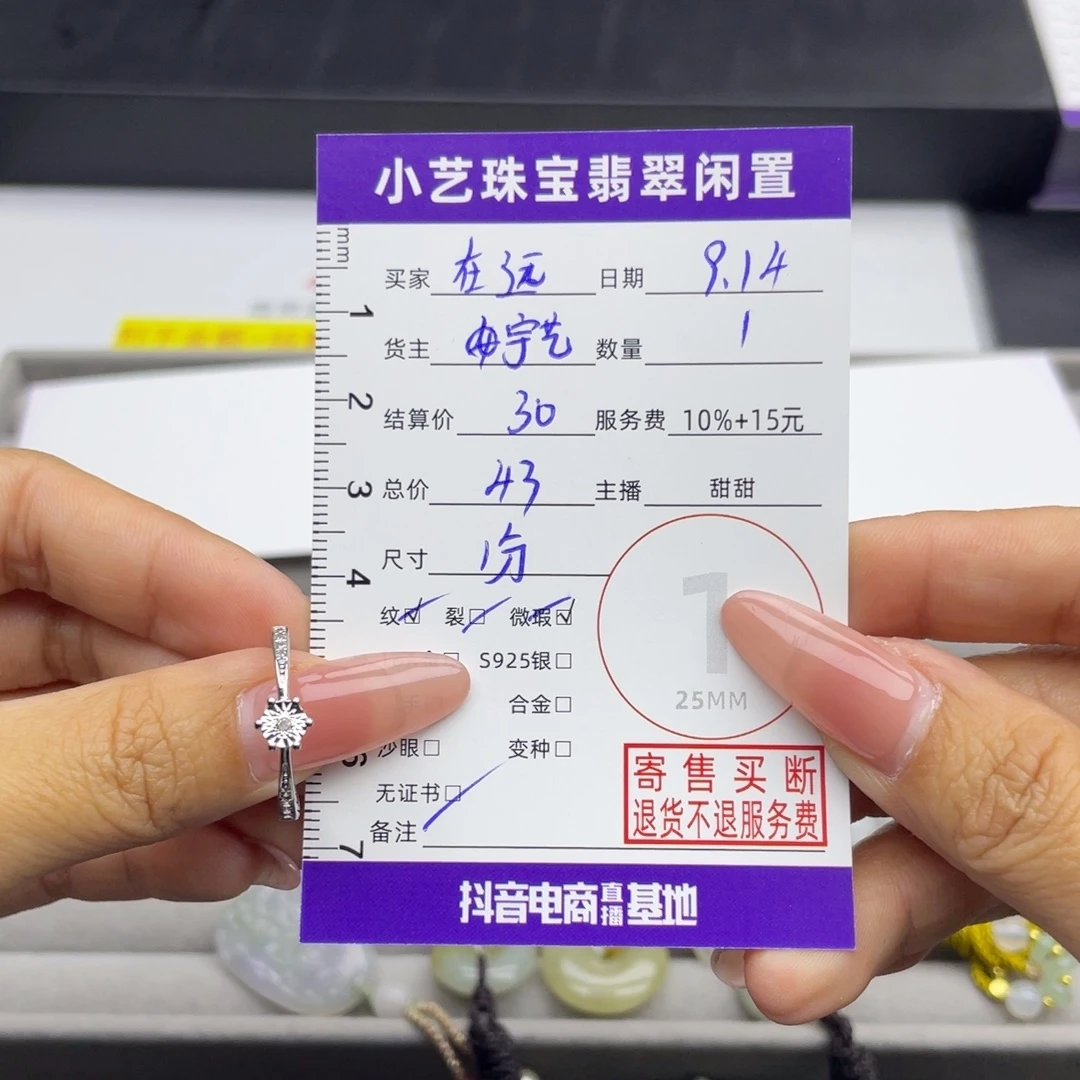 小艺珠宝翡翠闲置
mm
买家 在远 日期 9.14
1
货主 宇艺 数量 1
2
结算价 30 服务费 10%+15元
3
总价 43 主播 甜甜
4
尺寸 1分
纹☑ 裂□ 微瑕☑
S925银□
1
25MM
合金□
6
沙眼□ 变种□
无证书□
寄售买断
退货不退服务费
备注
7
抖音电商直播基地